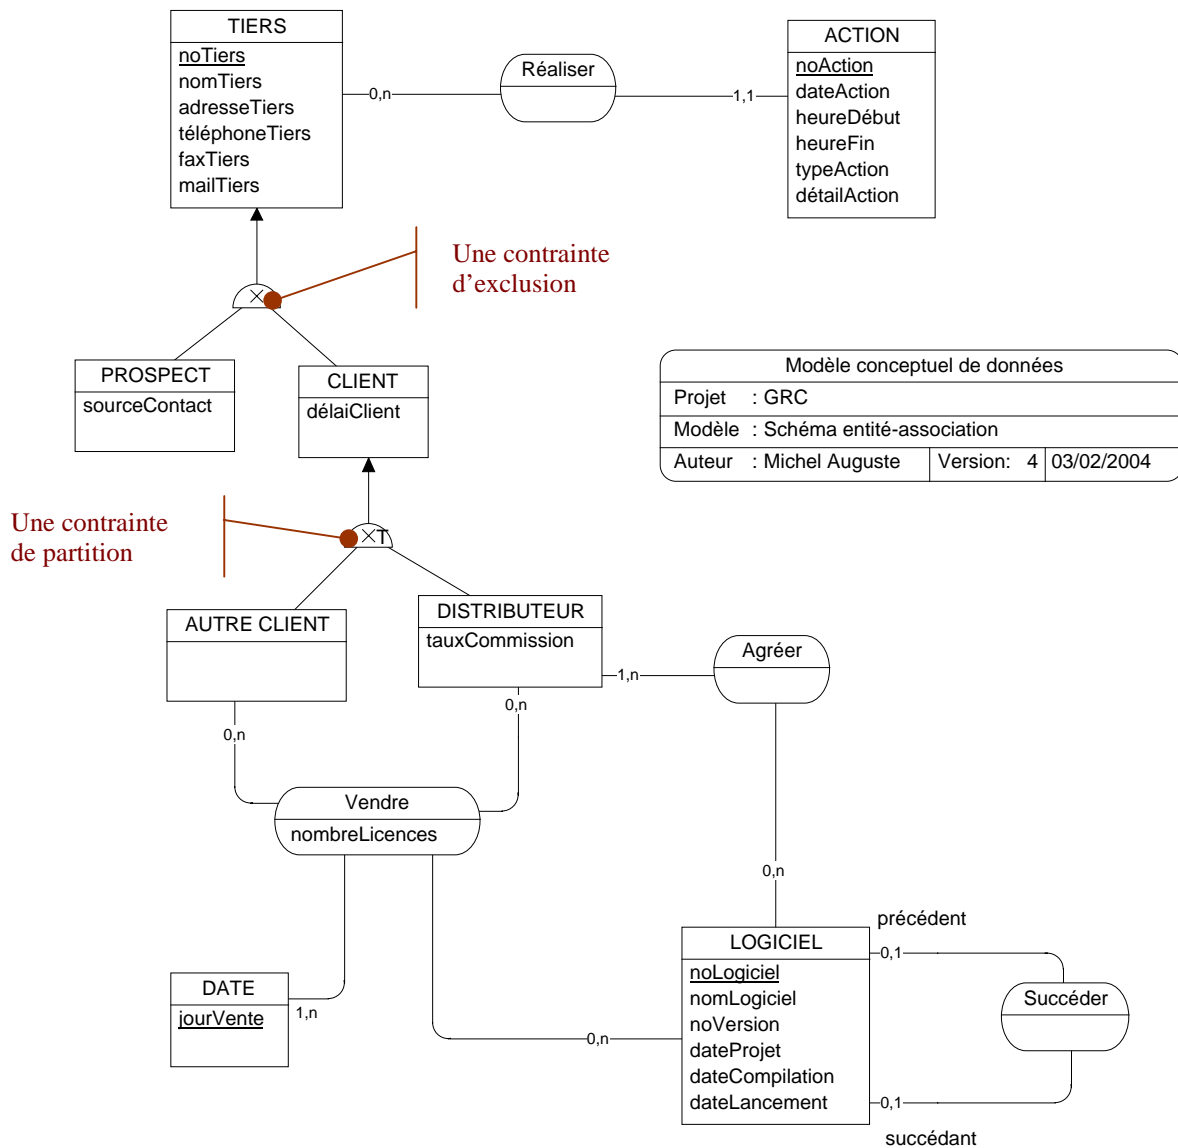 TIERS
noTiers
nomTiers
adresseTiers
téléphoneTiers
faxTiers
mailTiers
0,n
Réaliser
1,1
ACTION
noAction
dateAction
heureDébut
heureFin
typeAction
détailAction
Une contrainte
d’exclusion
×
PROSPECT
sourceContact
CLIENT
délaiClient
Modèle conceptuel de données
Projet : GRC
Modèle : Schéma entité-association
Auteur : Michel Auguste Version: 4 03/02/2004
Une contrainte
de partition
×T
AUTRE CLIENT
DISTRIBUTEUR
tauxCommission
1,n
Agréer
0,n
0,n
Vendre
nombreLicences
0,n
précédent
LOGICIEL
noLogiciel
nomLogiciel
noVersion
dateProjet
dateCompilation
dateLancement
0,1
Succéder
0,1
succédant
DATE
jourVente
1,n
0,n